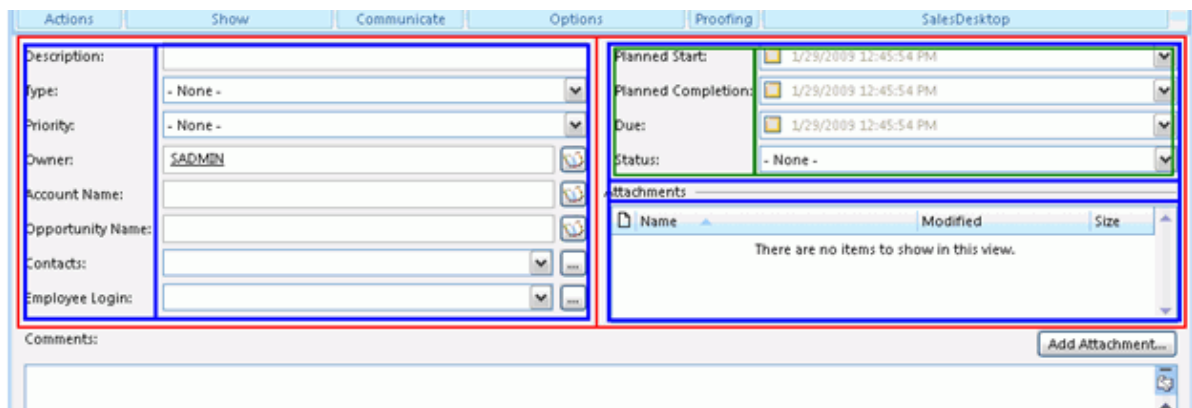 Actions Show Communicate Options Proofing SalesDesktop
Description:
Type: - None -
Priority: - None -
Owner: SADMIN
Account Name:
Opportunity Name:
Contacts: ...
Employee Login: ...
Planned Start: 1/29/2009 12:45:54 PM
Planned Completion: 1/29/2009 12:45:54 PM
Due: 1/29/2009 12:45:54 PM
Status: - None -
Attachments
Name Modified Size
There are no items to show in this view.
Comments: Add Attachment...